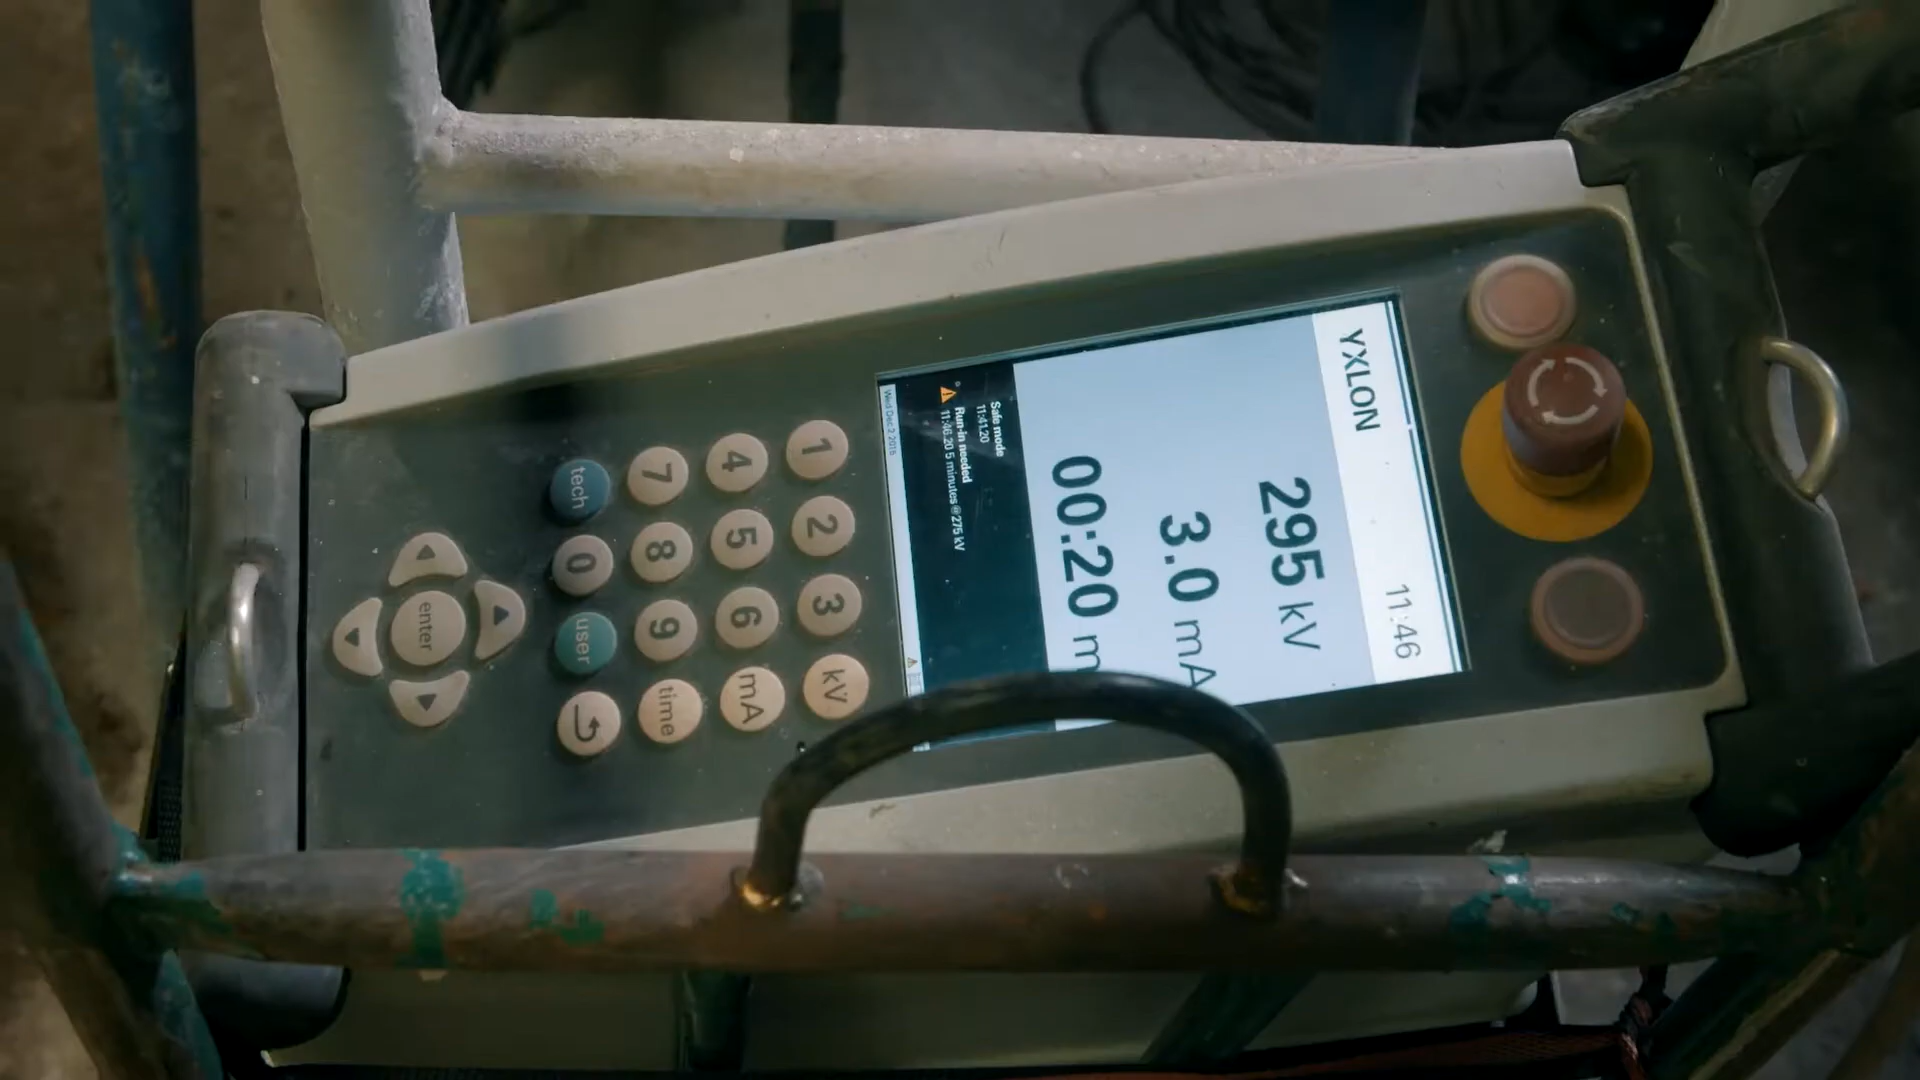 YXLON
11:46
295 kV
3.0 mA
00:20 m
Safe mode
11:41:20
Run-in needed
11:46:20 5 minutes @ 275 kV
Wed Dec 2 2015
1 2 3 kV
4 5 6 mA
7 8 9 time
tech 0 user
enter